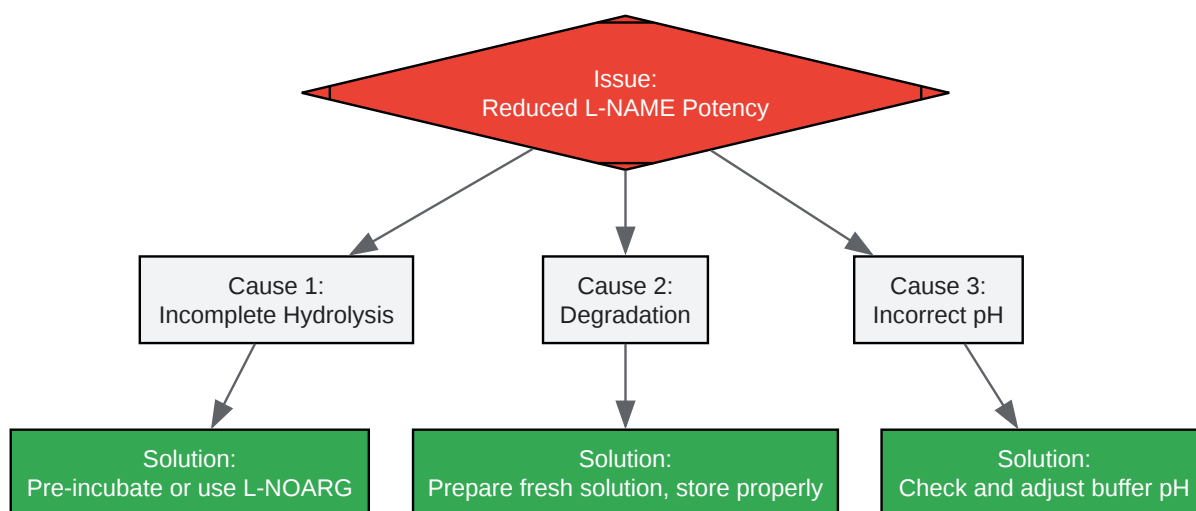 Issue:
Reduced L-NAME Potency
Cause 1:
Incomplete Hydrolysis
Cause 2:
Degradation
Cause 3:
Incorrect pH
Solution:
Pre-incubate or use L-NOARG
Solution:
Prepare fresh solution, store properly
Solution:
Check and adjust buffer pH